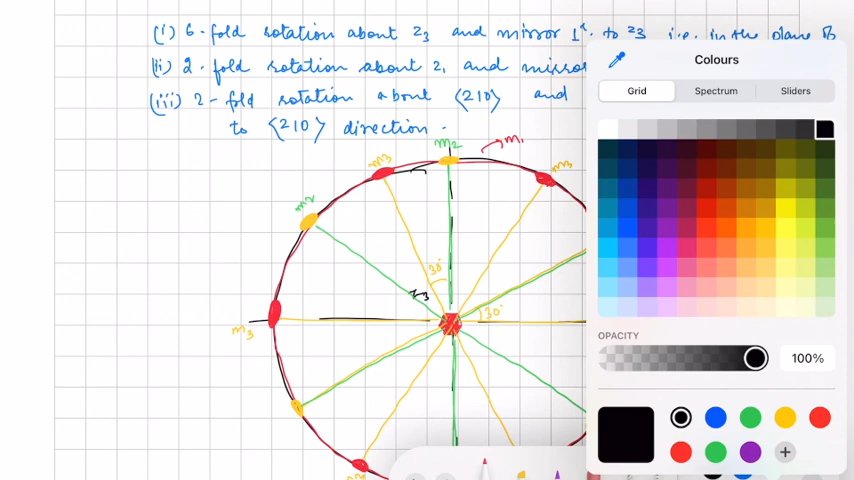 (i) 6-fold rotation about z3 and mirror ⊥r. to z3 i.e. in the plane of
(ii) 2-fold rotation about z1 and mirror
(iii) 2-fold rotation about ⟨210⟩ and
to ⟨210⟩ direction.
Colours
Grid Spectrum Sliders
OPACITY
100%
m2
m1
m3
m3
m2
30°
30°
m3